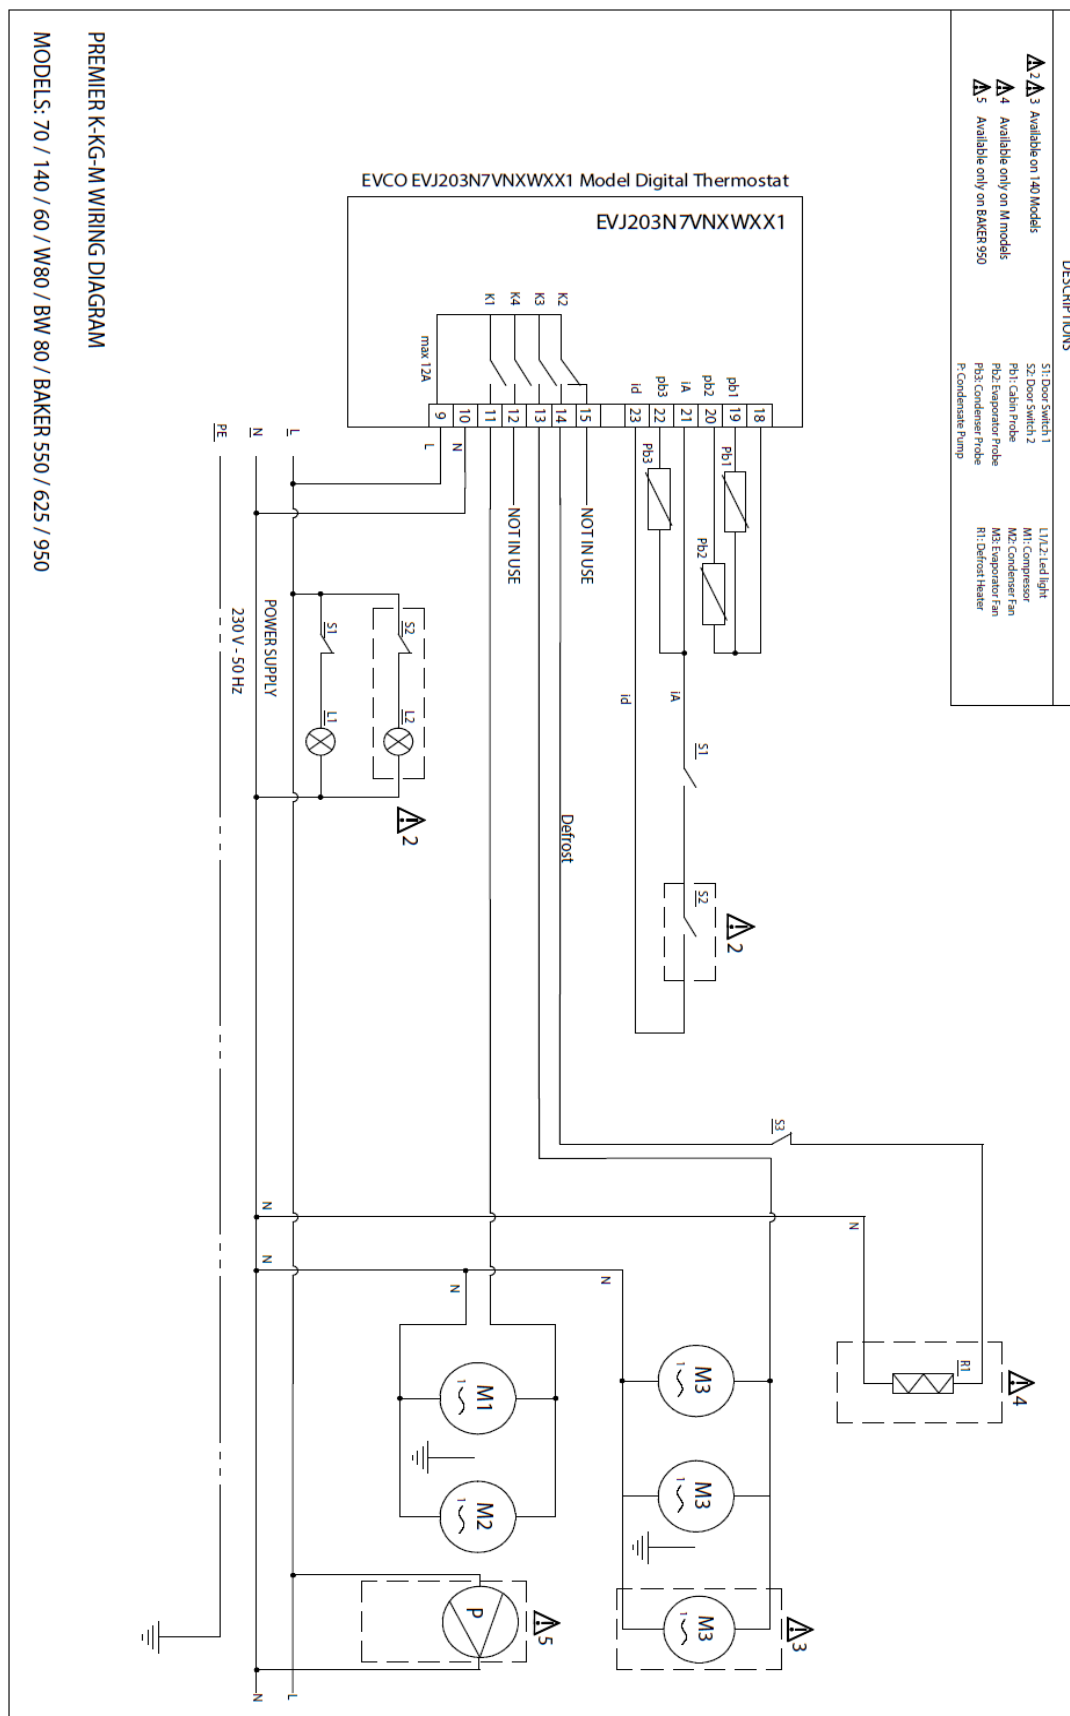 DESCRIPTIONS
S1: Door Switch 1
S2: Door Switch 2
Pb1: Cabin Probe
Pb2: Evaporator Probe
Pb3: Condenser Probe
P: Condensate Pump
L1/L2: Led light
M1: Compressor
M2: Condenser Fan
M3: Evaporator Fan
R1: Defrost Heater
2 3 Available on 140 Models
4 Available only on M models
5 Available only on BAKER 950
EVCO EVJ203N7VNXWXX1 Model Digital Thermostat
EVJ203N7VNXWXX1
K1 K4 K3 K2
max 12A
id pb3 iA pb2 pb1
9 10 11 12 13 14 15 23 22 21 20 19 18
L N
Pb3 Pb1
NOT IN USE
NOT IN USE
Pb2
PE N L
POWER SUPPLY
230 V - 50 Hz
S1 S2
L1 L2
2
id iA
S1
Defrost
S2
2
S3
N N
N N N
R1
4
M3
1
M1
1
M3
1
M2
1
M3
1
3
P
5
N L
PREMIER K-KG-M WIRING DIAGRAM
MODELS: 70 / 140 / 60 / W80 / BW 80 / BAKER 550 / 625 / 950